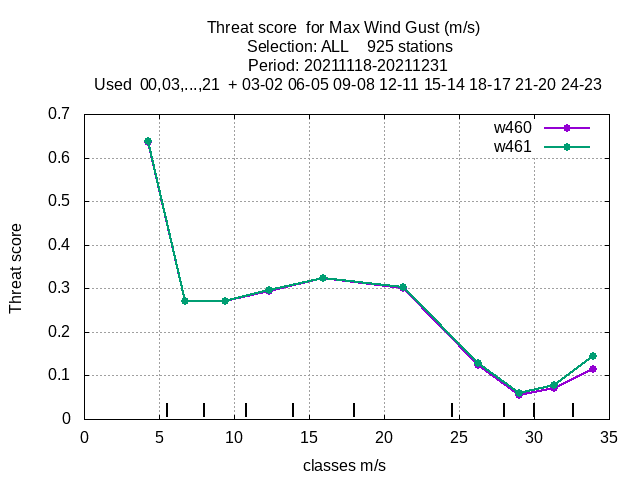 Threat score  for Max Wind Gust (m/s)
Selection: ALL    925 stations
Period: 20211118-20211231
Used  00,03,...,21  + 03-02 06-05 09-08 12-11 15-14 18-17 21-20 24-23
0.7
0.6
0.5
0.4
0.3
0.2
0.1
0
Threat score
w460
w461
0 5 10 15 20 25 30 35
classes m/s